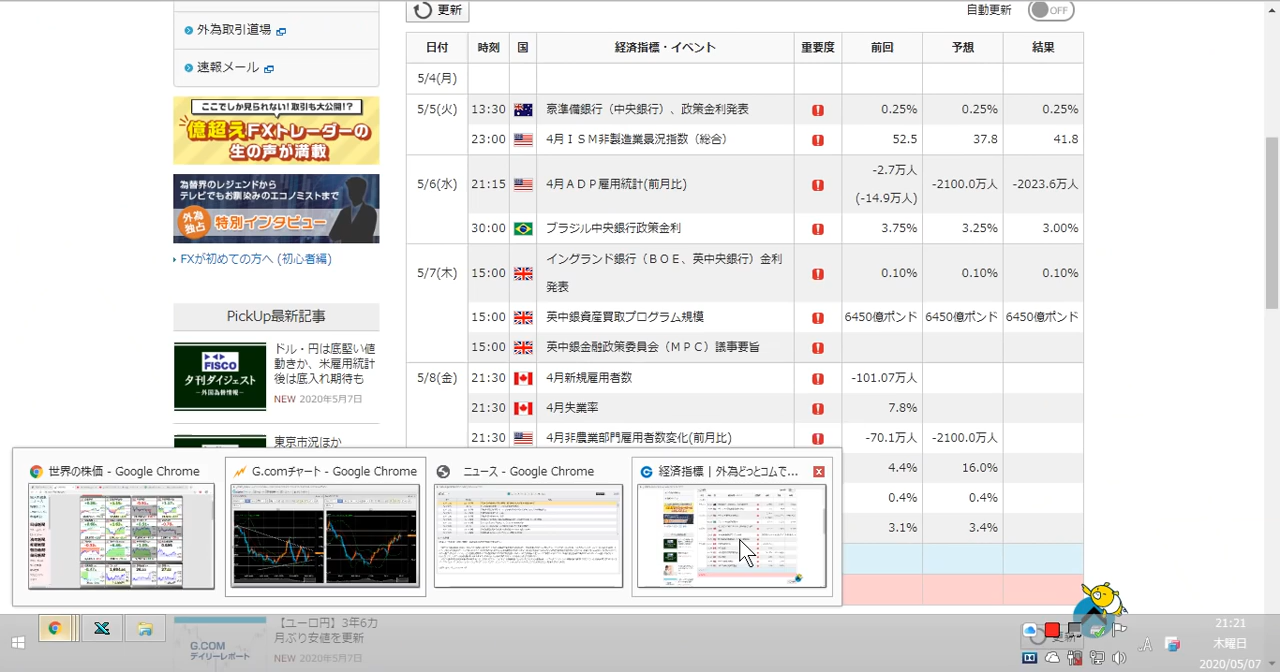 外為取引道場
速報メール
ここでしか見られない!取引も大公開!?
億超えFXトレーダーの
生の声が満載
為替界のレジェンドから
テレビでもお馴染みのエコノミストまで
外為
独占
特別インタビュー
FXが初めての方へ (初心者編)
PickUp最新記事
FISCO
夕刊ダイジェスト
−外国為替情報−
ドル・円は底堅い値
動きか、米雇用統計
後は底入れ期待も
NEW 2020年5月7日
東京市況ほか
更新
自動更新 OFF
日付 時刻 国 経済指標・イベント 重要度 前回 予想 結果
5/4(月)
5/5(火) 13:30 豪準備銀行（中央銀行）、政策金利発表 0.25% 0.25% 0.25%
23:00 4月ＩＳＭ非製造業景況指数（総合） 52.5 37.8 41.8
5/6(水) 21:15 4月ＡＤＰ雇用統計(前月比) -2.7万人 -2100.0万人 -2023.6万人
(-14.9万人)
30:00 ブラジル中央銀行政策金利 3.75% 3.25% 3.00%
5/7(木) 15:00 イングランド銀行（ＢＯＥ、英中央銀行）金利 0.10% 0.10% 0.10%
発表
15:00 英中銀資産買取プログラム規模 6450億ポンド 6450億ポンド 6450億ポンド
15:00 英中銀金融政策委員会（ＭＰＣ）議事要旨
5/8(金) 21:30 4月新規雇用者数 -101.07万人
21:30 4月失業率 7.8%
21:30 4月非農業部門雇用者数変化(前月比) -70.1万人 -2100.0万人
4.4% 16.0%
0.4% 0.4%
3.1% 3.4%
世界の株価 - Google Chrome
G.comチャート - Google Chrome
ニュース - Google Chrome
経済指標 | 外為どっとコムで...
G.COM
デイリーレポート
【ユーロ円】3年6カ
月ぶり安値を更新
NEW 2020年5月7日
A
21:21
木曜日
2020/05/07